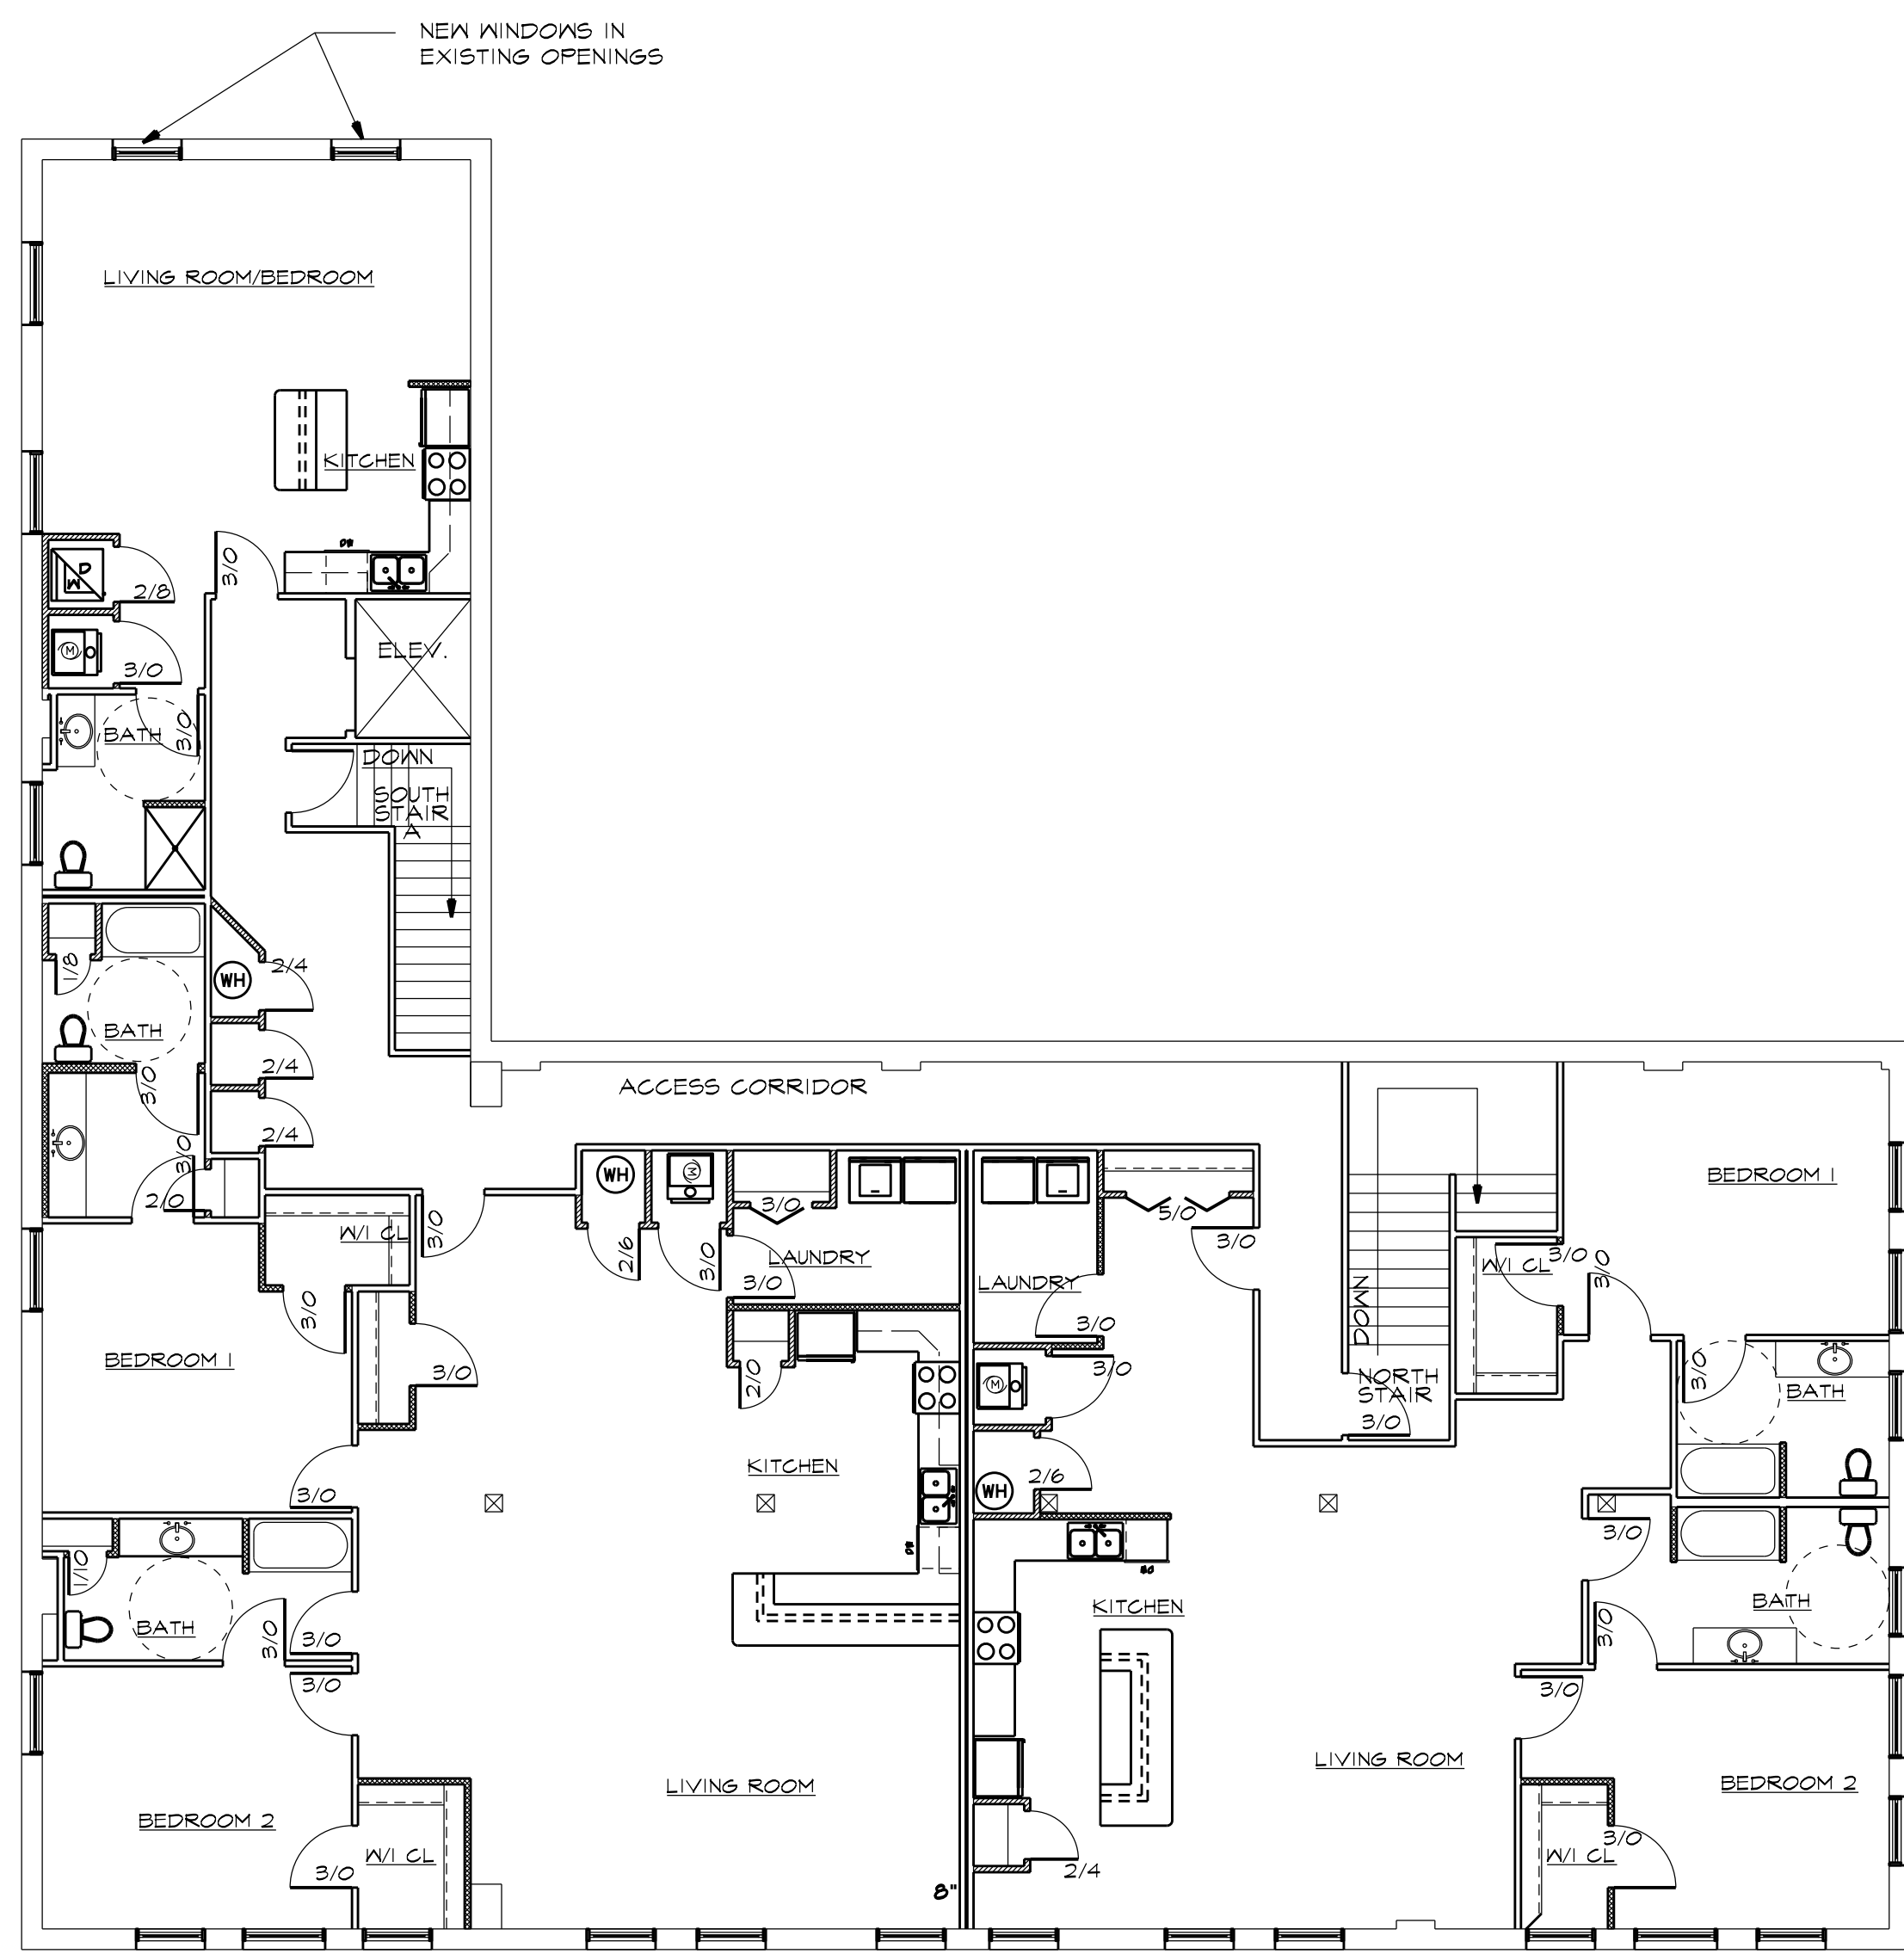 NEW WINDOWS IN
EXISTING OPENINGS
LIVING ROOM/BEDROOM
KITCHEN
DW
3/0
D
W
2/8
M
3/0
ELEV.
BATH
3/0
DOWN
SOUTH
STAIR
A
1/8
WH
2/4
BATH
2/4
3/0
2/4
3/0
2/0
ACCESS CORRIDOR
WH
M
3/0
5/0
W/I CL
3/0
2/6
3/0
LAUNDRY
3/0
LAUNDRY
3/0
3/0
3/0
BEDROOM 1
W/I CL
3/0
3/0
DOWN
3/0
BEDROOM 1
3/0
2/0
3/0
M
NORTH
STAIR
3/0
3/0
BATH
KITCHEN
3/0
2/6
WH
DW
DW
3/0
1/10
BATH
3/0
3/0
3/0
KITCHEN
BATH
3/0
3/0
LIVING ROOM
LIVING ROOM
BEDROOM 2
BEDROOM 2
3/0
W/I CL
8"
2/4
3/0
W/I CL